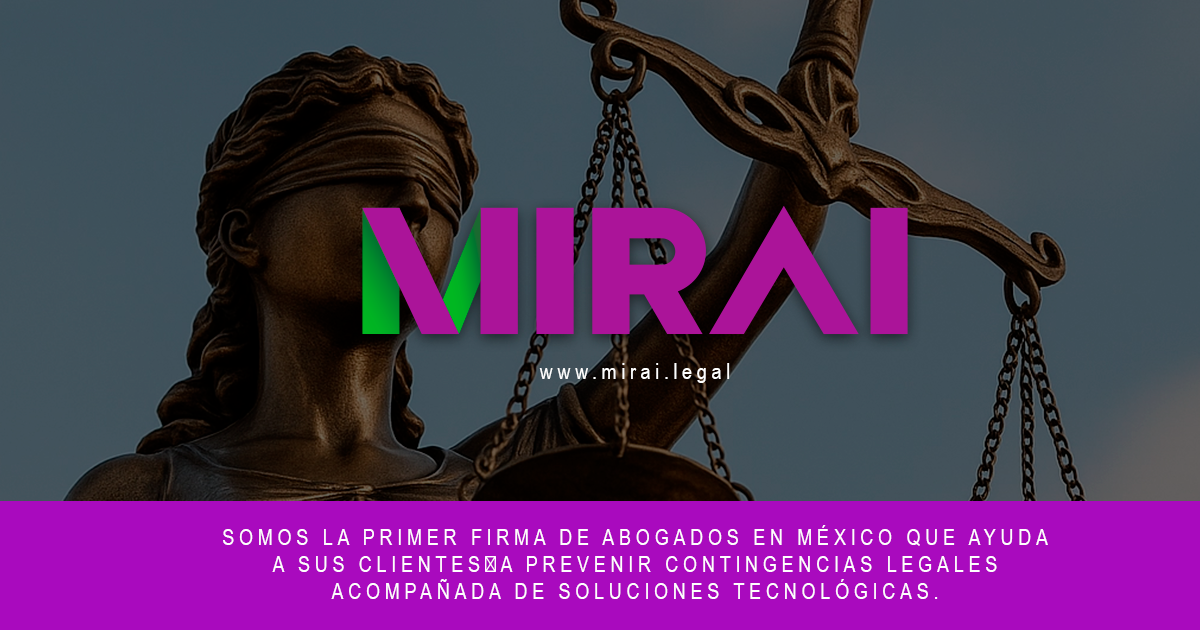 MIRAI
www.mirai.legal
SOMOS LA PRIMER FIRMA DE ABOGADOS EN MÉXICO QUE AYUDA
A SUS CLIENTES☒A PREVENIR CONTINGENCIAS LEGALES
ACOMPAÑADA DE SOLUCIONES TECNOLÓGICAS.